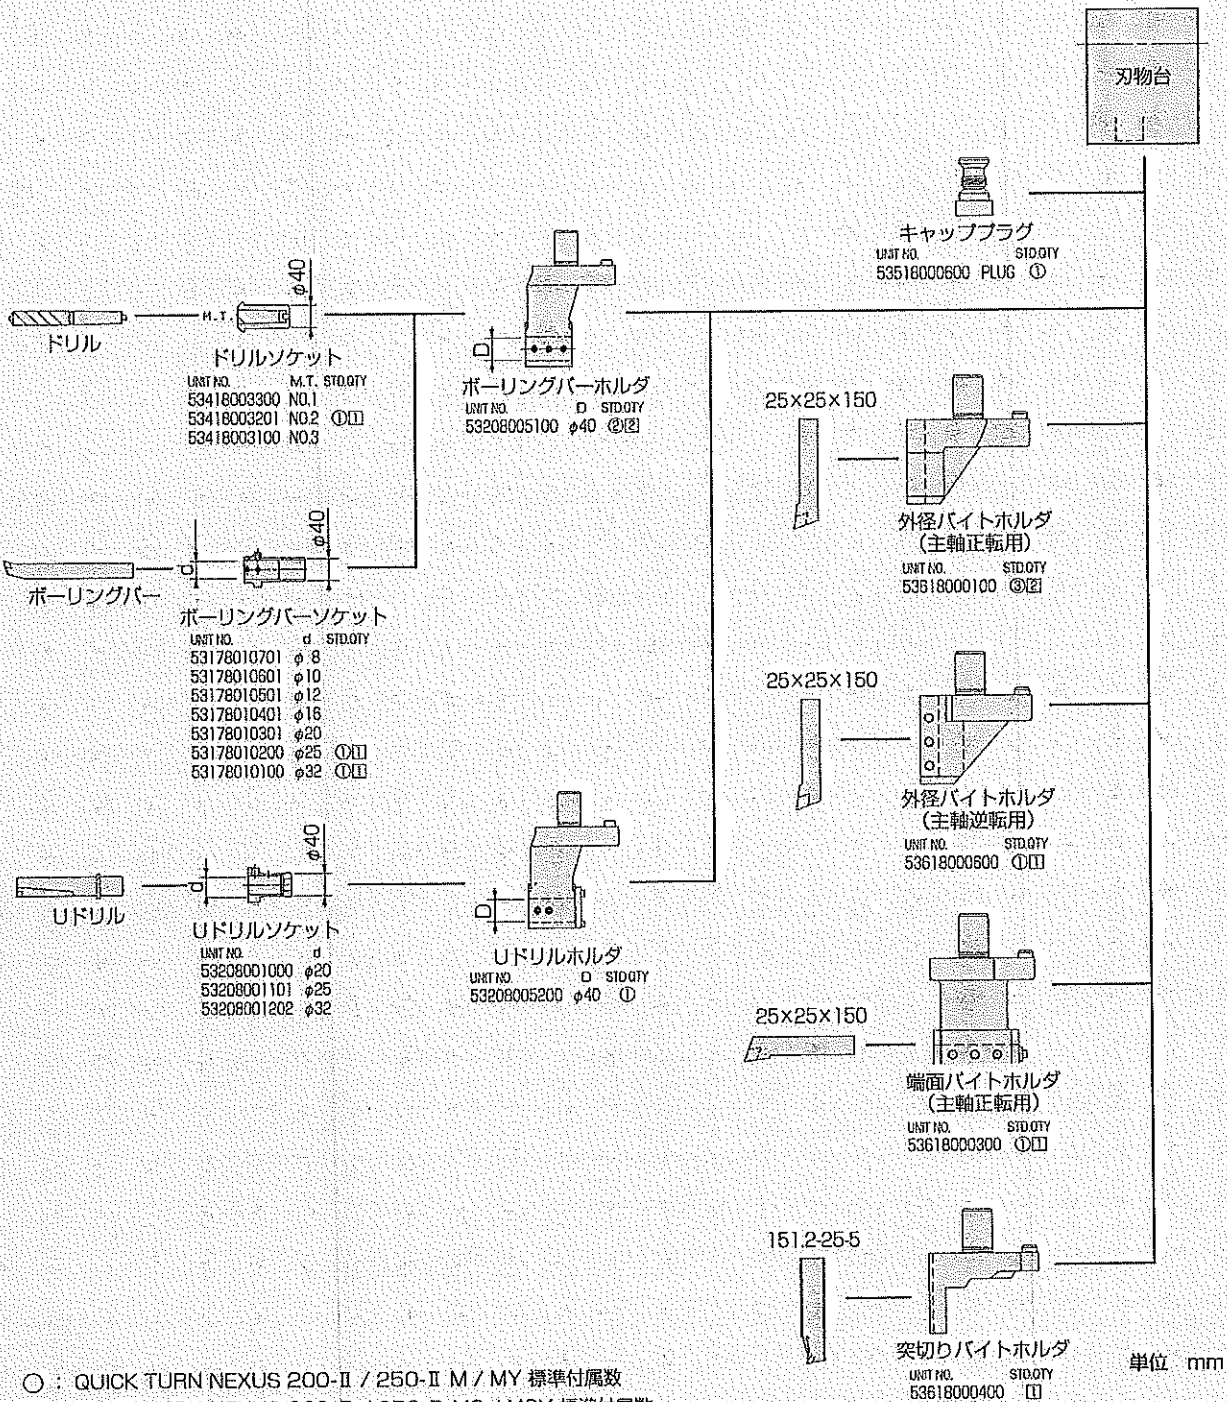 刃物台
キャッププラグ
UNIT NO. STD.QTY
53518000600 PLUG ①
φ40
M.T.
ドリル
ドリルソケット
UNIT NO. M.T. STD.QTY
53418003300 NO.1
53418003201 NO.2 ①1
53418003100 NO.3
D
ボーリングバーホルダ
UNIT NO. D STD.QTY
53208005100 φ40 ②2
25×25×150
外径バイトホルダ
(主軸正転用)
UNIT NO. STD.QTY
53618000100 ③2
φ40
d
ボーリングバー
ボーリングバーソケット
UNIT NO. d STD.QTY
53178010701 φ8
53178010601 φ10
53178010501 φ12
53178010401 φ16
53178010301 φ20
53178010200 φ25 ①1
53178010100 φ32 ①1
25×25×150
外径バイトホルダ
(主軸逆転用)
UNIT NO. STD.QTY
53618000600 ①1
φ40
d
Uドリル
Uドリルソケット
UNIT NO. d
53208001000 φ20
53208001101 φ25
53208001202 φ32
D
Uドリルホルダ
UNIT NO. D STD.QTY
53208005200 φ40 ①
25×25×150
端面バイトホルダ
(主軸正転用)
UNIT NO. STD.QTY
53618000300 ①1
151.2-25-5
突切りバイトホルダ
UNIT NO. STD.QTY
53618000400 1
単位 mm
○ : QUICK TURN NEXUS 200-Ⅱ / 250-Ⅱ M / MY 標準付属数